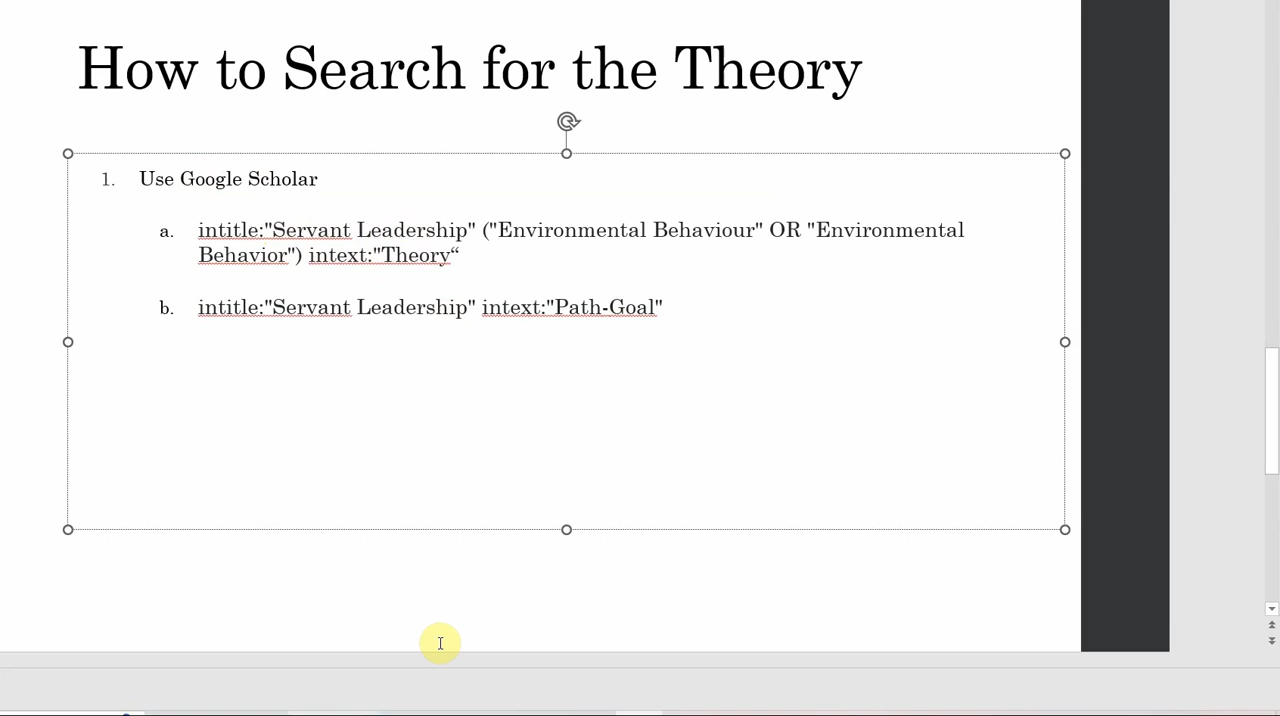 How to Search for the Theory
1. Use Google Scholar
a. intitle:"Servant Leadership" ("Environmental Behaviour" OR "Environmental
Behavior") intext:"Theory“
b. intitle:"Servant Leadership" intext:"Path-Goal"